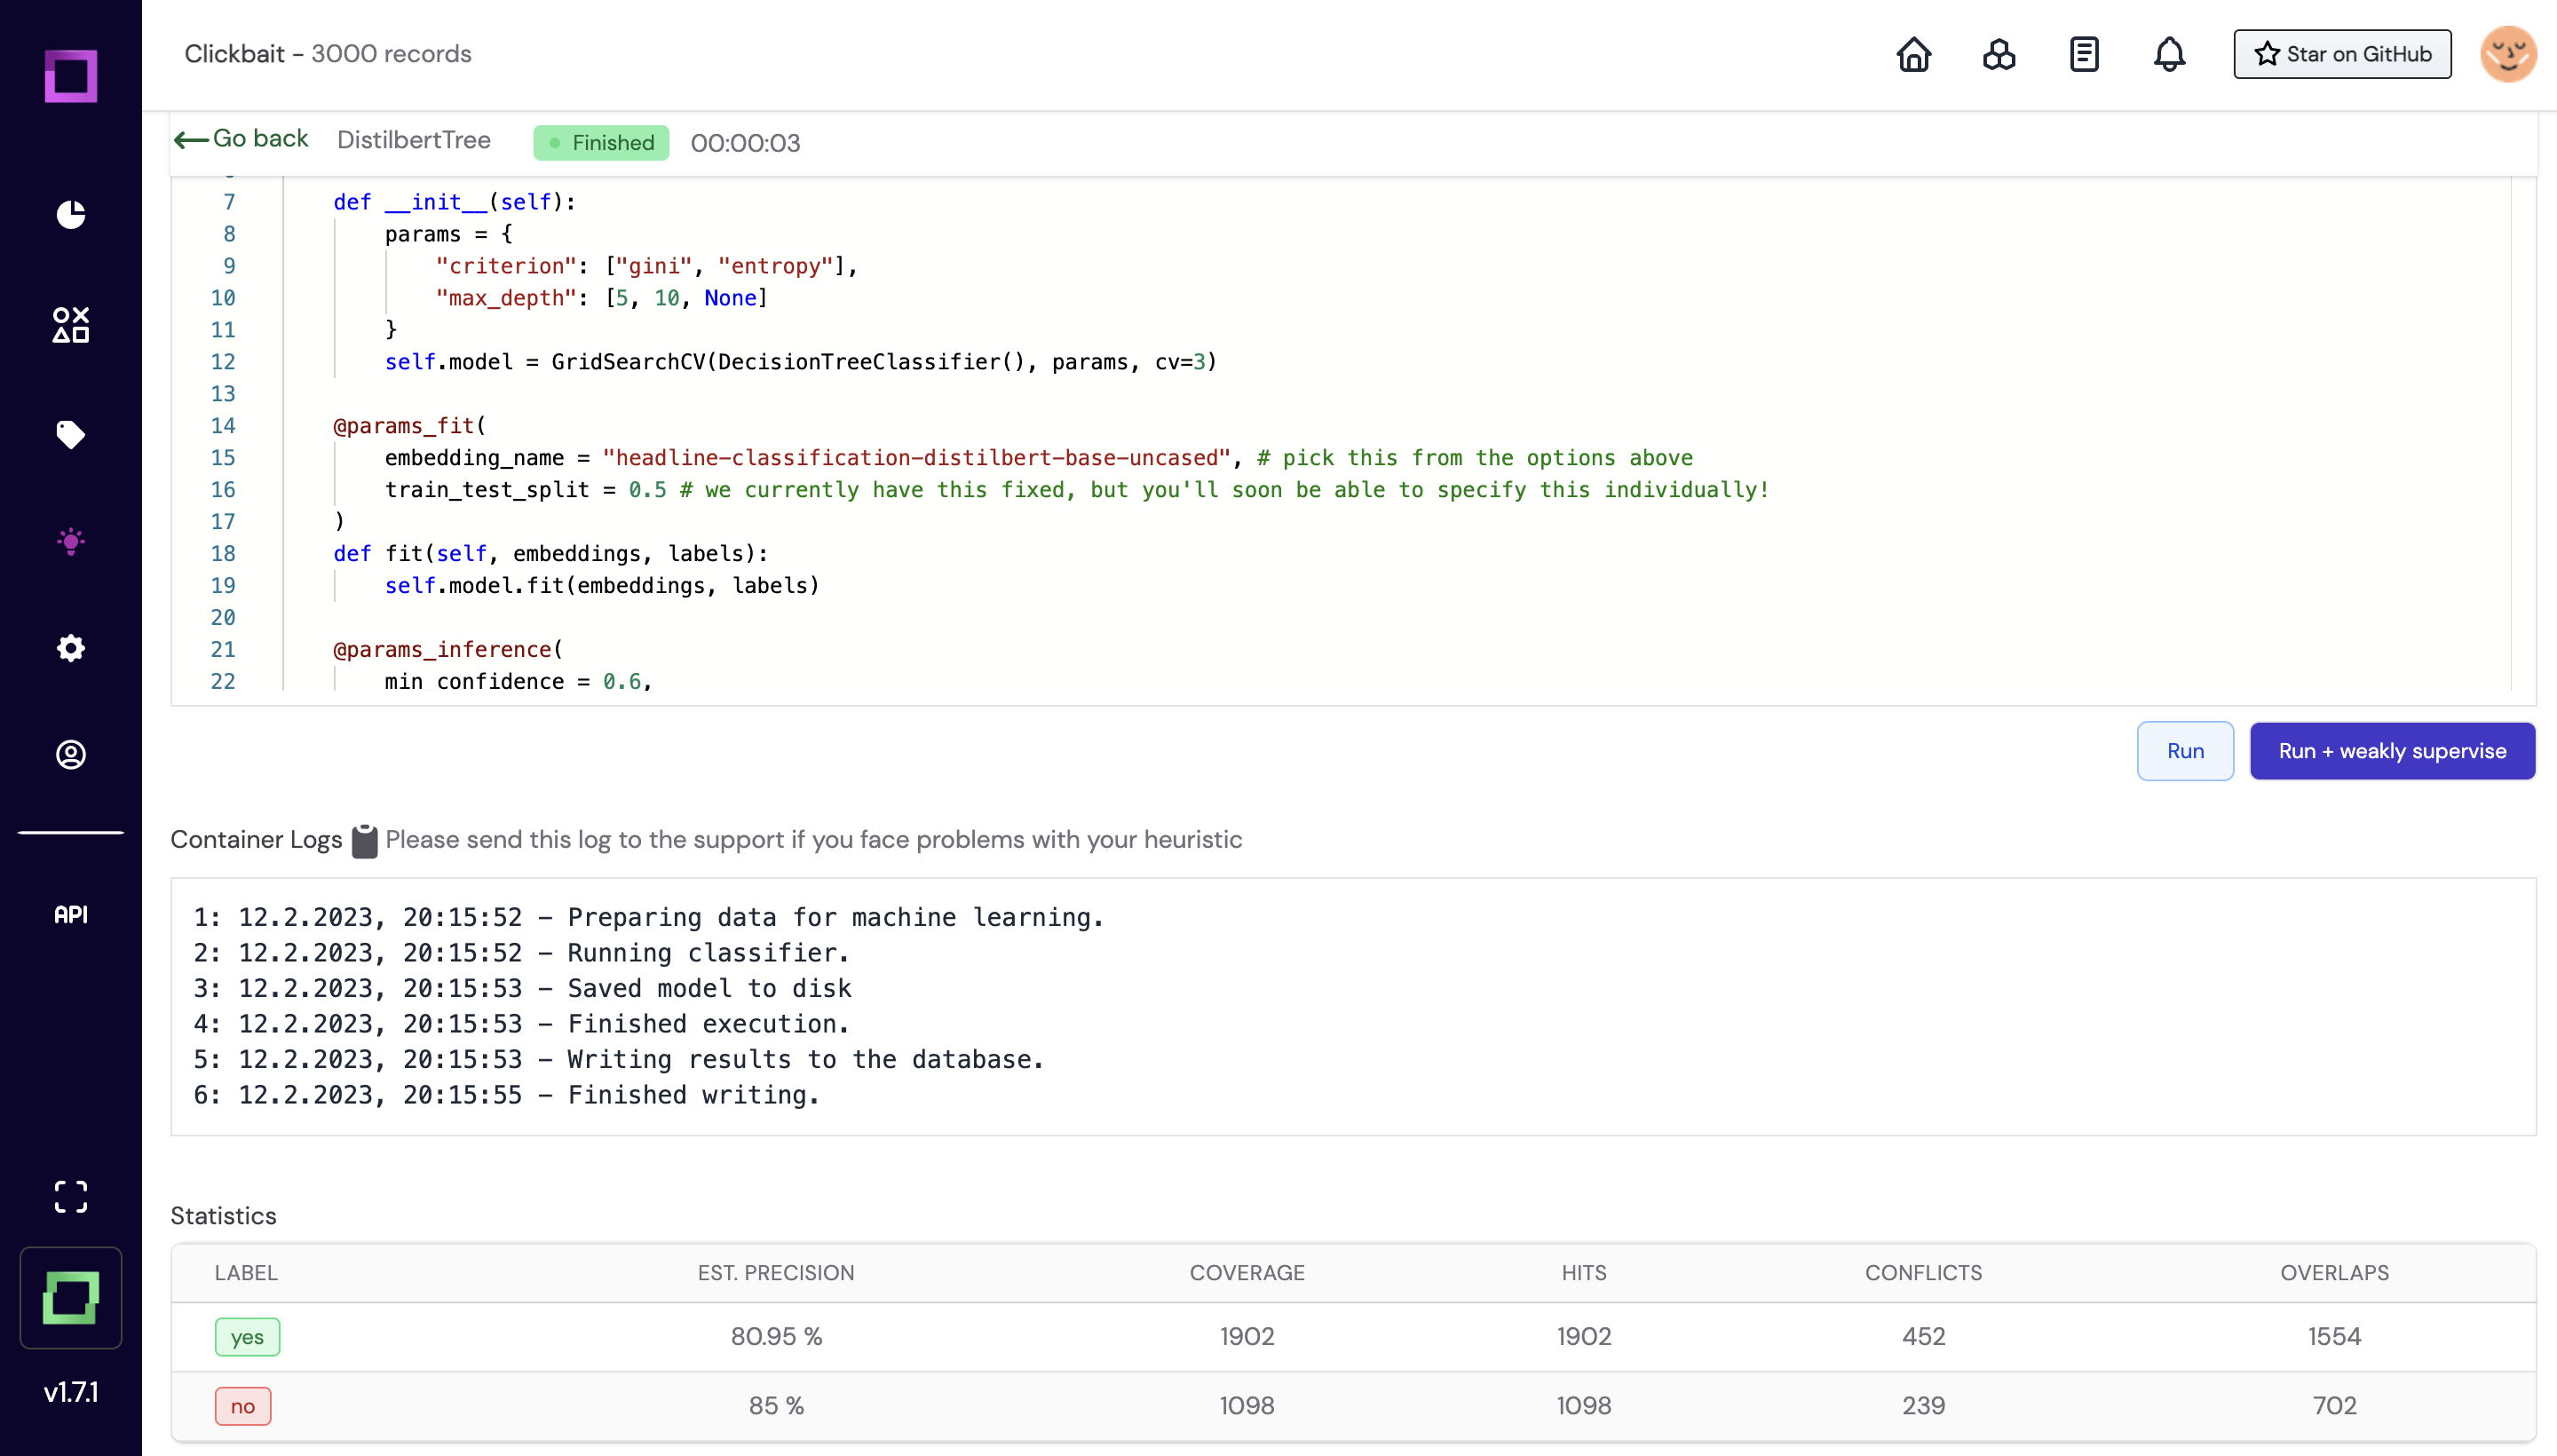 Clickbait - 3000 records
Star on GitHub
Go back DistilbertTree Finished 00:00:03
7 def __init__(self):
8 params = {
9 "criterion": ["gini", "entropy"],
10 "max_depth": [5, 10, None]
11 }
12 self.model = GridSearchCV(DecisionTreeClassifier(), params, cv=3)
13
14 @params_fit(
15 embedding_name = "headline-classification-distilbert-base-uncased", # pick this from the options above
16 train_test_split = 0.5 # we currently have this fixed, but you'll soon be able to specify this individually!
17 )
18 def fit(self, embeddings, labels):
19 self.model.fit(embeddings, labels)
20
21 @params_inference(
22 min_confidence = 0.6,
Run
Run + weakly supervise
Container Logs Please send this log to the support if you face problems with your heuristic
API
1: 12.2.2023, 20:15:52 - Preparing data for machine learning.
2: 12.2.2023, 20:15:52 - Running classifier.
3: 12.2.2023, 20:15:53 - Saved model to disk
4: 12.2.2023, 20:15:53 - Finished execution.
5: 12.2.2023, 20:15:53 - Writing results to the database.
6: 12.2.2023, 20:15:55 - Finished writing.
Statistics
LABEL EST. PRECISION COVERAGE HITS CONFLICTS OVERLAPS
yes 80.95 % 1902 1902 452 1554
no 85 % 1098 1098 239 702
v1.7.1